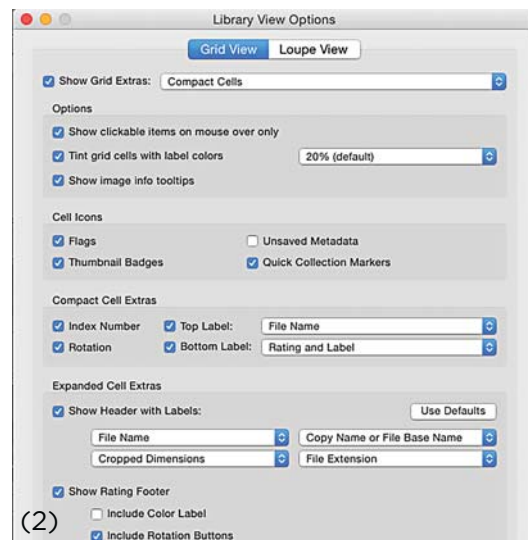 Library View Options
Grid View Loupe View
Show Grid Extras: Compact Cells
Options
Show clickable items on mouse over only
Tint grid cells with label colors 20% (default)
Show image info tooltips
Cell Icons
Flags Unsaved Metadata
Thumbnail Badges Quick Collection Markers
Compact Cell Extras
Index Number Top Label: File Name
Rotation Bottom Label: Rating and Label
Expanded Cell Extras
Show Header with Labels: Use Defaults
File Name Copy Name or File Base Name
Cropped Dimensions File Extension
Show Rating Footer
Include Color Label
(2) Include Rotation Buttons